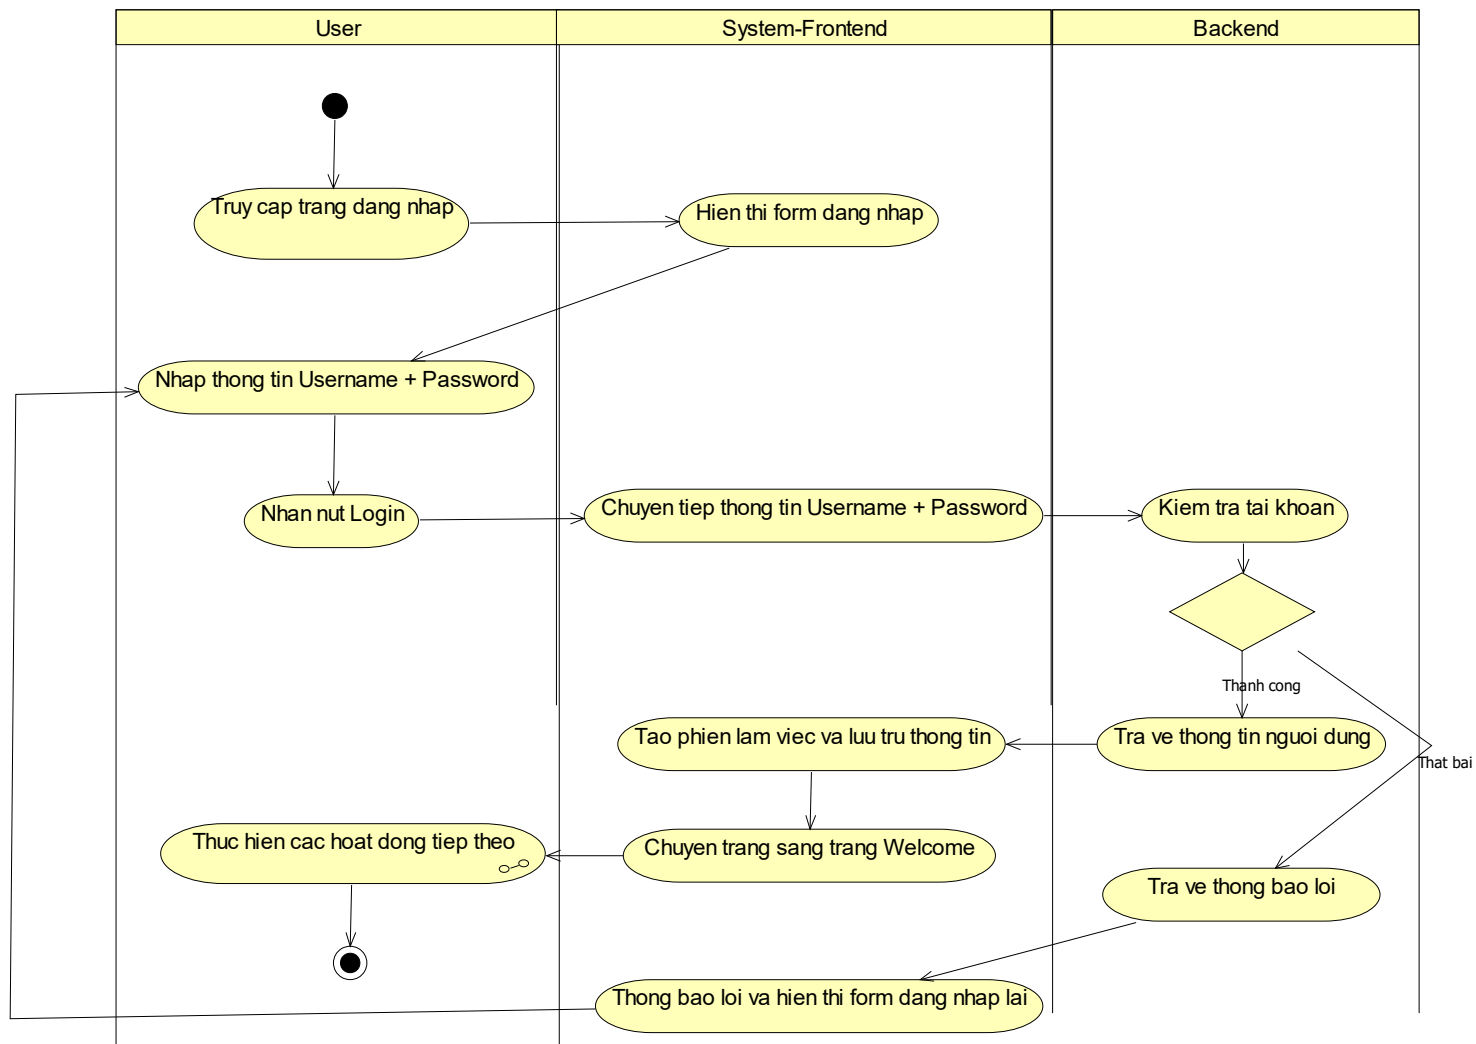 User
System-Frontend
Backend
Truy cap trang dang nhap
Hien thi form dang nhap
Nhap thong tin Username + Password
Nhan nut Login
Chuyen tiep thong tin Username + Password
Kiem tra tai khoan
Thanh cong
Tao phien lam viec va luu tru thong tin
Tra ve thong tin nguoi dung
That bai
Thuc hien cac hoat dong tiep theo
Chuyen trang sang trang Welcome
Tra ve thong bao loi
Thong bao loi va hien thi form dang nhap lai